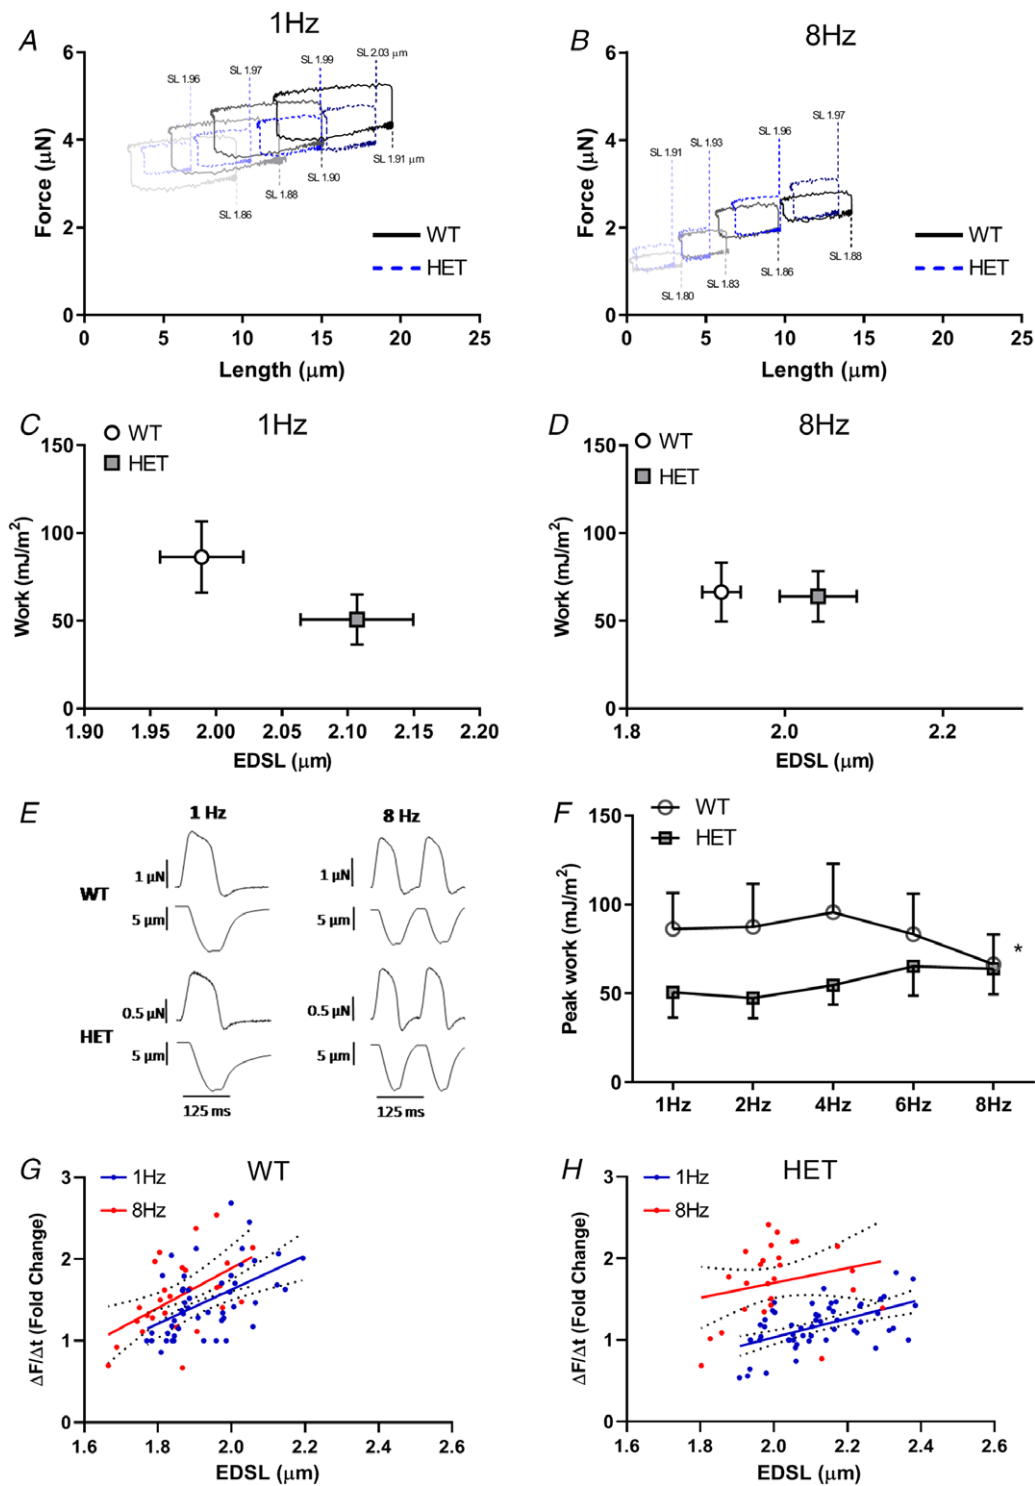 A 1Hz
6
4
2
0
Force (μN)
SL 1.96
SL 1.97
SL 1.99
SL 2.03 μm
SL 1.86
SL 1.88
SL 1.90
SL 1.91 μm
WT
HET
0 5 10 15 20 25
Length (μm)
B 8Hz
6
4
2
0
Force (μN)
SL 1.91
SL 1.93
SL 1.96
SL 1.97
SL 1.80
SL 1.83
SL 1.86
SL 1.88
WT
HET
0 5 10 15 20 25
Length (μm)
C 1Hz
WT
HET
150
100
50
0
Work (mJ/m²)
1.90 1.95 2.00 2.05 2.10 2.15 2.20
EDSL (μm)
D 8Hz
WT
HET
150
100
50
0
Work (mJ/m²)
1.8 2.0 2.2
EDSL (μm)
E
1 Hz 8 Hz
WT
1 μN 1 μN
5 μm 5 μm
HET
0.5 μN 0.5 μN
5 μm 5 μm
125 ms 125 ms
F
WT
HET
150
100
50
0
Peak work (mJ/m²)
*
1Hz 2Hz 4Hz 6Hz 8Hz
G WT
1Hz
8Hz
3
2
1
0
ΔF/Δt (Fold Change)
1.6 1.8 2.0 2.2 2.4 2.6
EDSL (μm)
H HET
1Hz
8Hz
3
2
1
0
ΔF/Δt (Fold Change)
1.6 1.8 2.0 2.2 2.4 2.6
EDSL (μm)